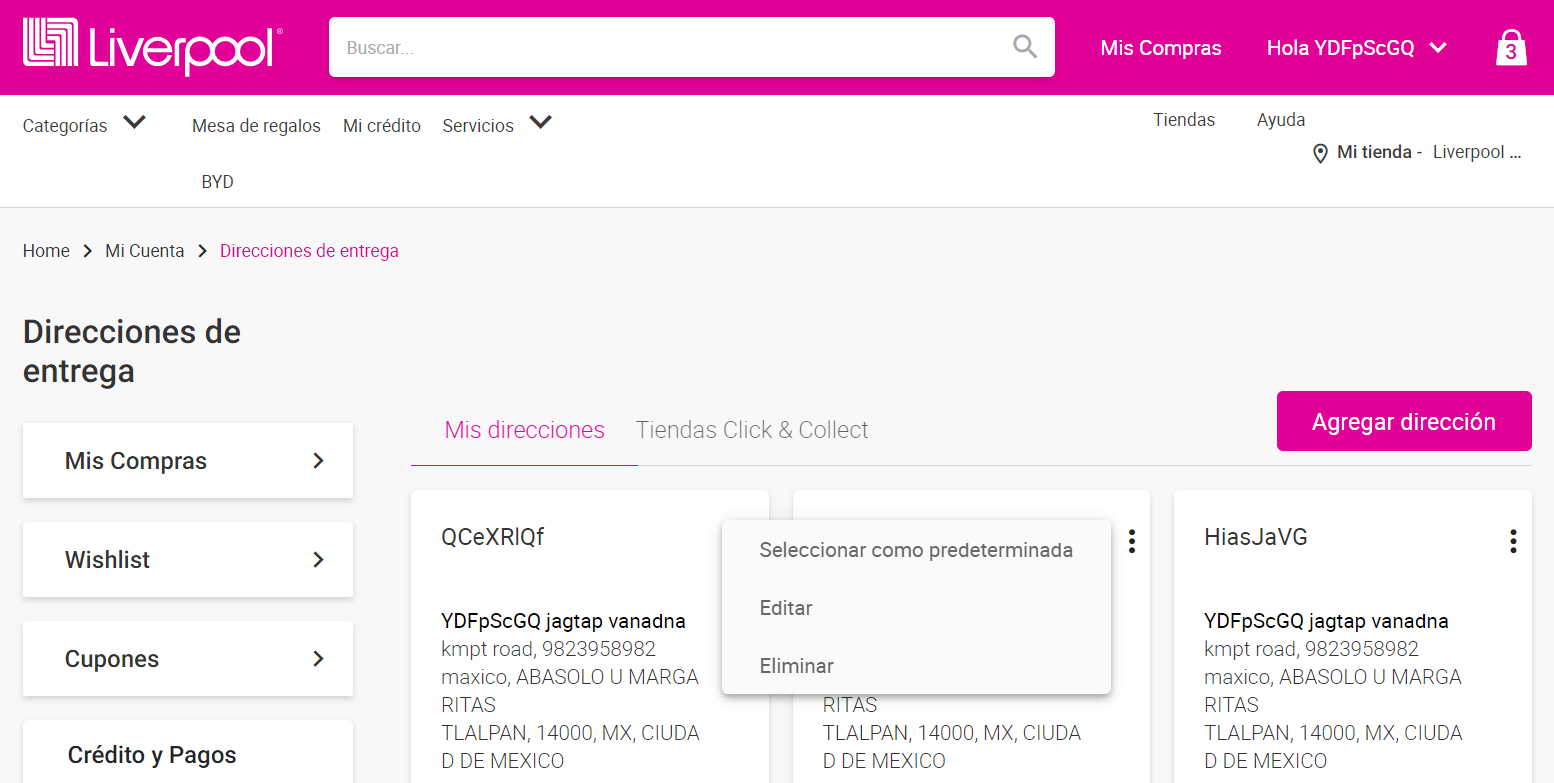 Liverpool®
Buscar...
Mis Compras
Hola YDFpScGQ
3
Categorías
Mesa de regalos
Mi crédito
Servicios
Tiendas
Ayuda
Mi tienda - Liverpool ...
BYD
Home
Mi Cuenta
Direcciones de entrega
Direcciones de
entrega
Mis Compras
Wishlist
Cupones
Crédito y Pagos
Mis direcciones
Tiendas Click & Collect
Agregar dirección
QCeXRlQf
YDFpScGQ jagtap vanadna
kmpt road, 9823958982
maxico, ABASOLO U MARGA
RITAS
TLALPAN, 14000, MX, CIUDA
D DE MEXICO
Seleccionar como predeterminada
Editar
Eliminar
RITAS
TLALPAN, 14000, MX, CIUDA
D DE MEXICO
HiasJaVG
YDFpScGQ jagtap vanadna
kmpt road, 9823958982
maxico, ABASOLO U MARGA
RITAS
TLALPAN, 14000, MX, CIUDA
D DE MEXICO